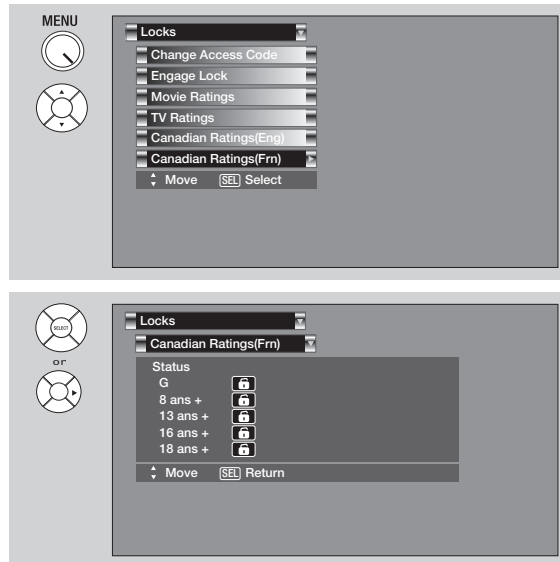 MENU
Locks
Change Access Code
Engage Lock
Movie Ratings
TV Ratings
Canadian Ratings(Eng)
Canadian Ratings(Frn)
Move SEL Select
SELECT
or
Locks
Canadian Ratings(Frn)
Status
G
8 ans +
13 ans +
16 ans +
18 ans +
Move SEL Return